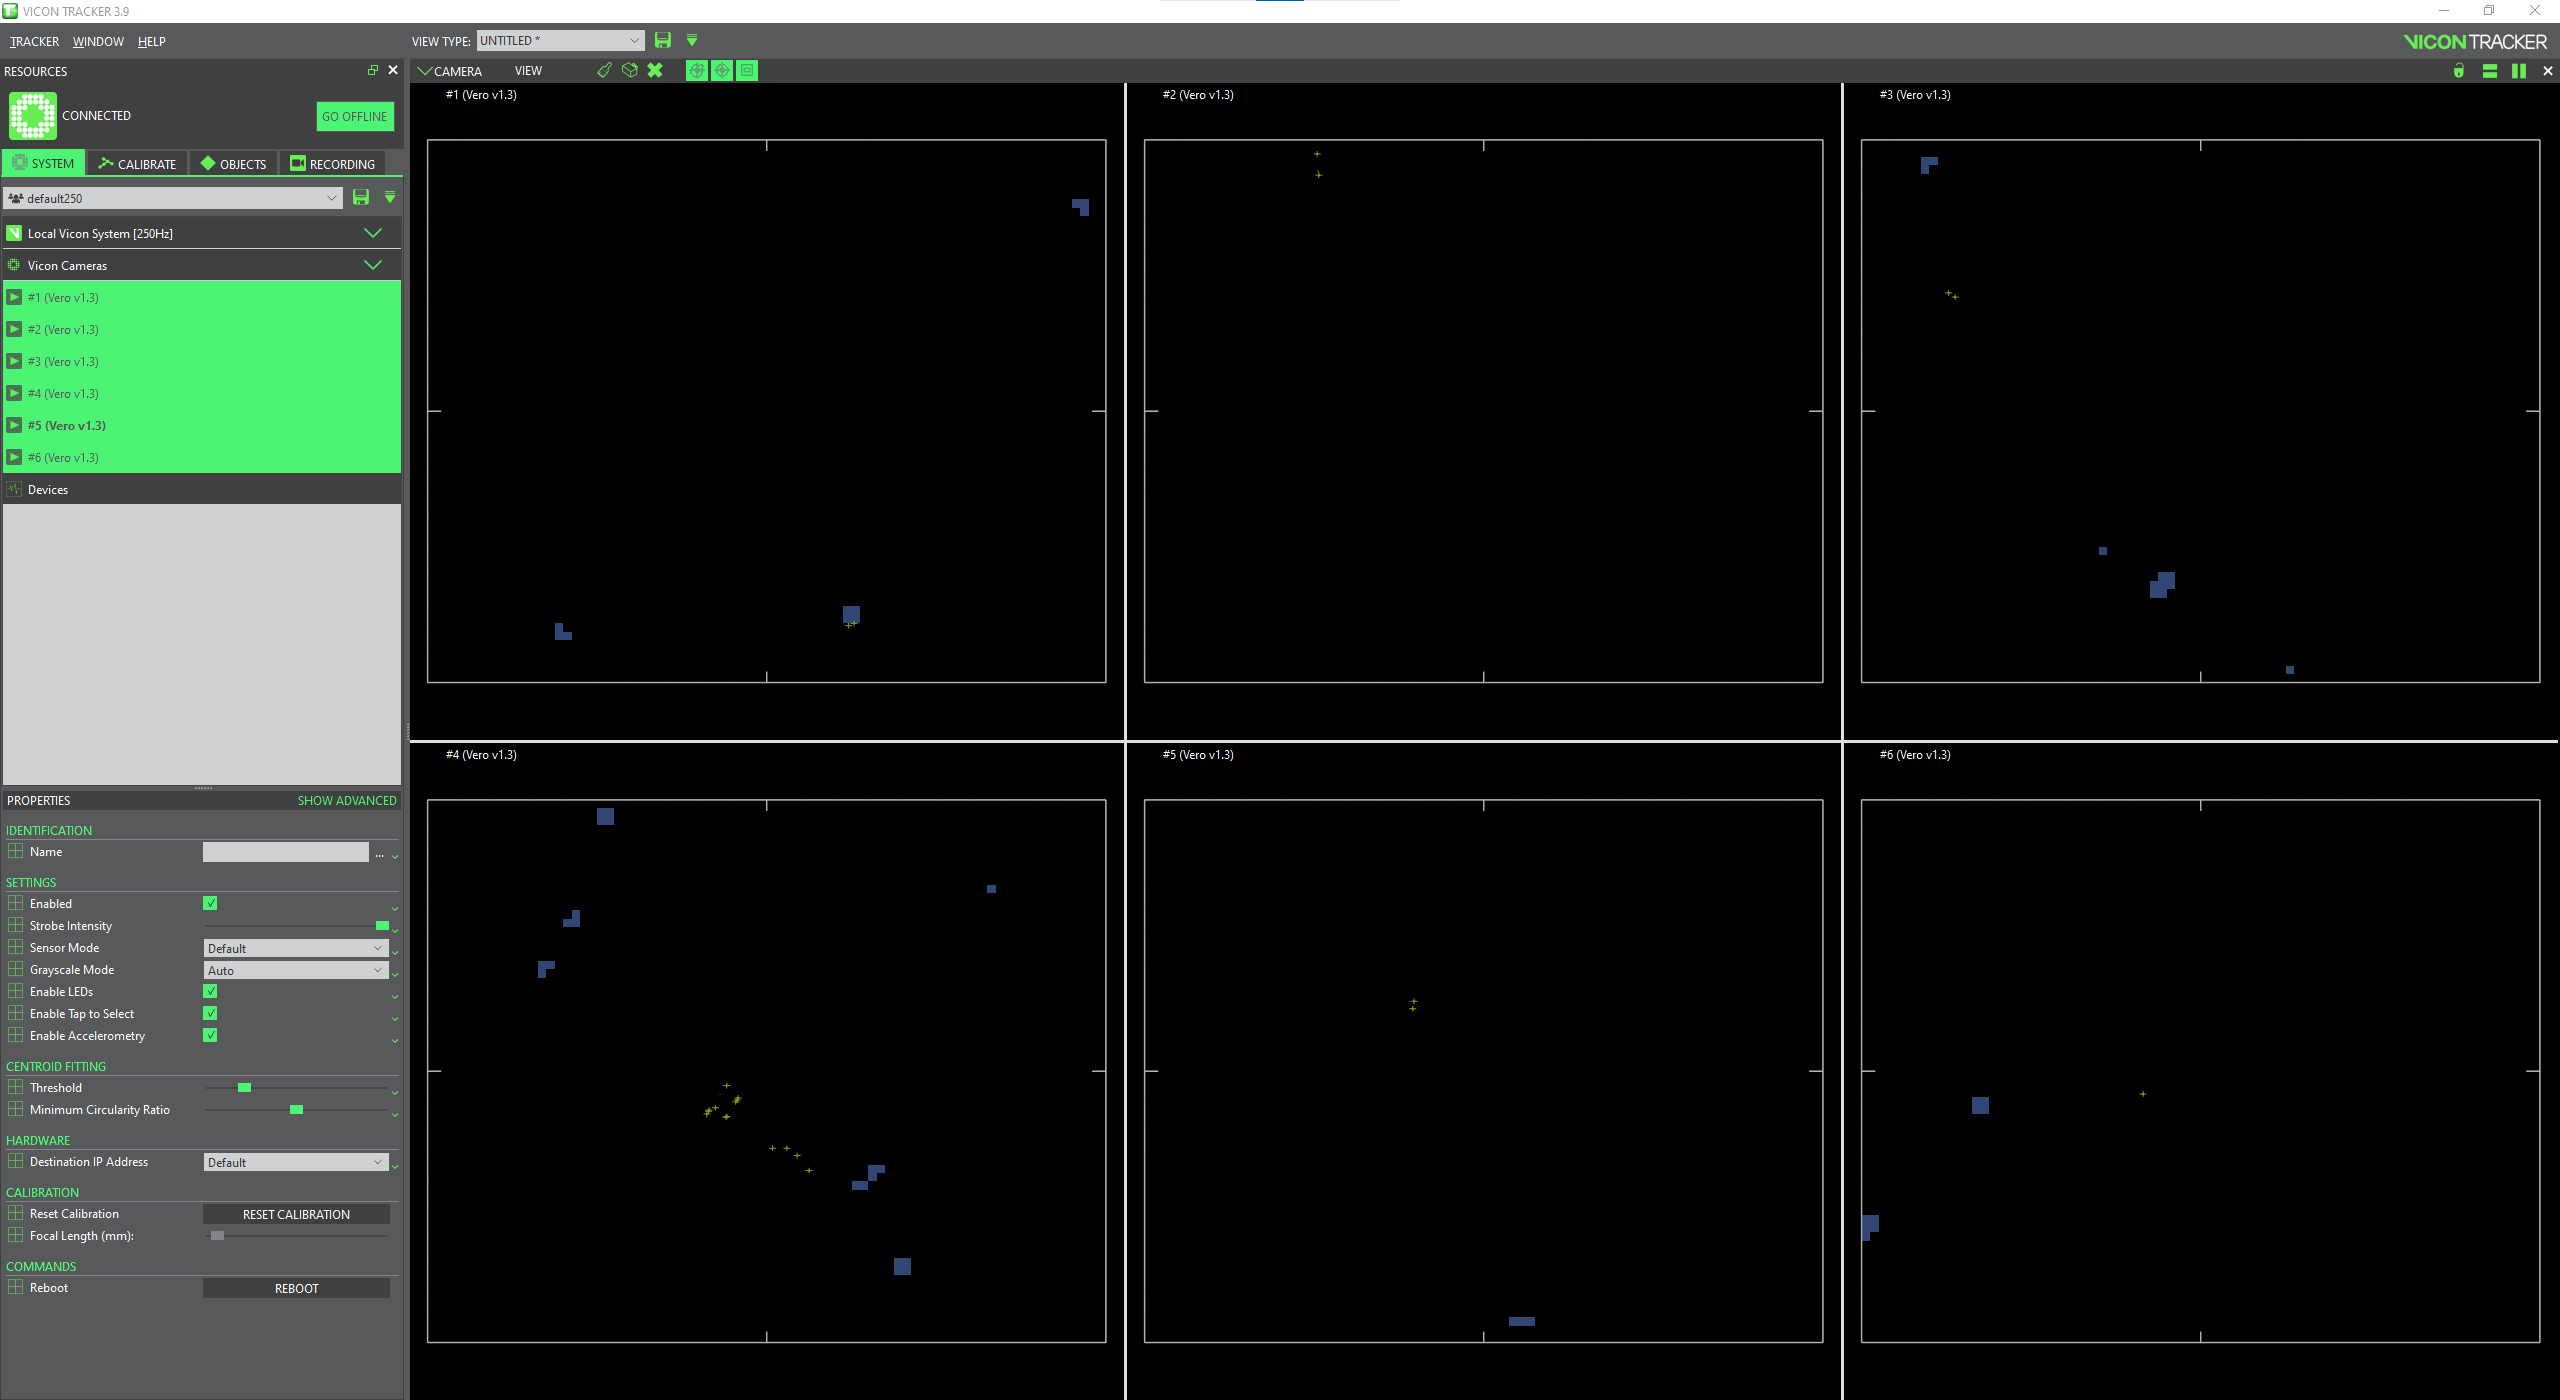 VICON TRACKER 3.9
TRACKER WINDOW HELP
VIEW TYPE: UNTITLED *
VICON TRACKER
RESOURCES
CAMERA VIEW
CONNECTED
GO OFFLINE
SYSTEM CALIBRATE OBJECTS RECORDING
default250
Local Vicon System [250Hz]
Vicon Cameras
#1 (Vero v1.3)
#2 (Vero v1.3)
#3 (Vero v1.3)
#4 (Vero v1.3)
#5 (Vero v1.3)
#6 (Vero v1.3)
Devices
PROPERTIES SHOW ADVANCED
IDENTIFICATION
Name ...
SETTINGS
Enabled
Strobe Intensity
Sensor Mode Default
Grayscale Mode Auto
Enable LEDs
Enable Tap to Select
Enable Accelerometry
CENTROID FITTING
Threshold
Minimum Circularity Ratio
HARDWARE
Destination IP Address Default
CALIBRATION
Reset Calibration RESET CALIBRATION
Focal Length (mm):
COMMANDS
Reboot REBOOT
#1 (Vero v1.3)
#2 (Vero v1.3)
#3 (Vero v1.3)
#4 (Vero v1.3)
#5 (Vero v1.3)
#6 (Vero v1.3)